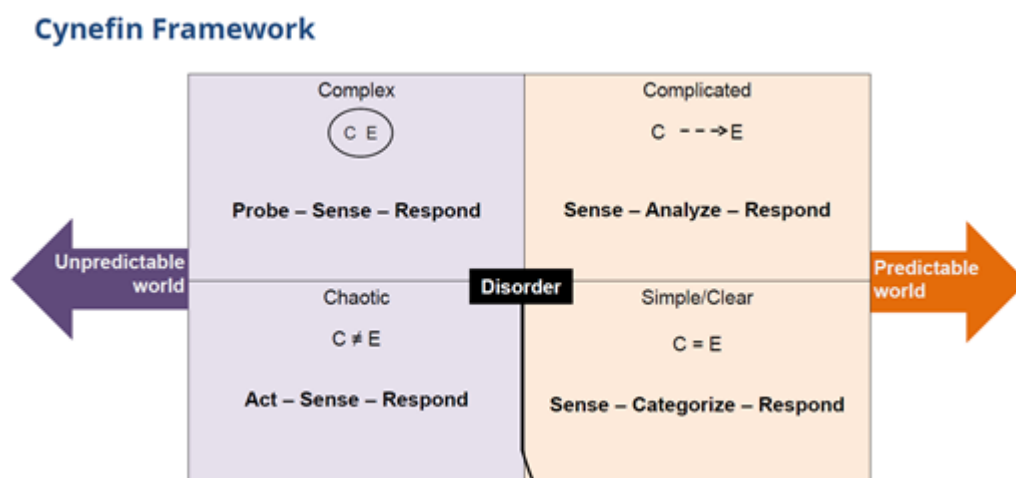 Cynefin Framework
Complex
C E
Probe – Sense – Respond
Complicated
C - - → E
Sense – Analyze – Respond
Unpredictable
world
Disorder
Predictable
world
Chaotic
C ≠ E
Act – Sense – Respond
Simple/Clear
C = E
Sense – Categorize – Respond